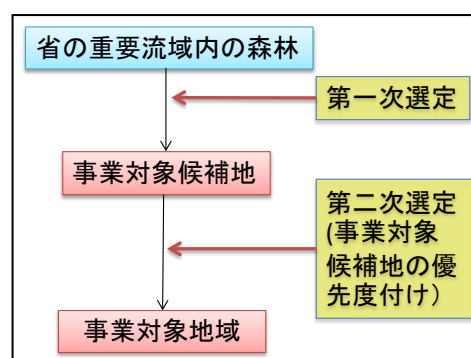 省の重要流域内の森林
第一次選定
事業対象候補地
第二次選定
(事業対象
候補地の優
先度付け）
事業対象地域